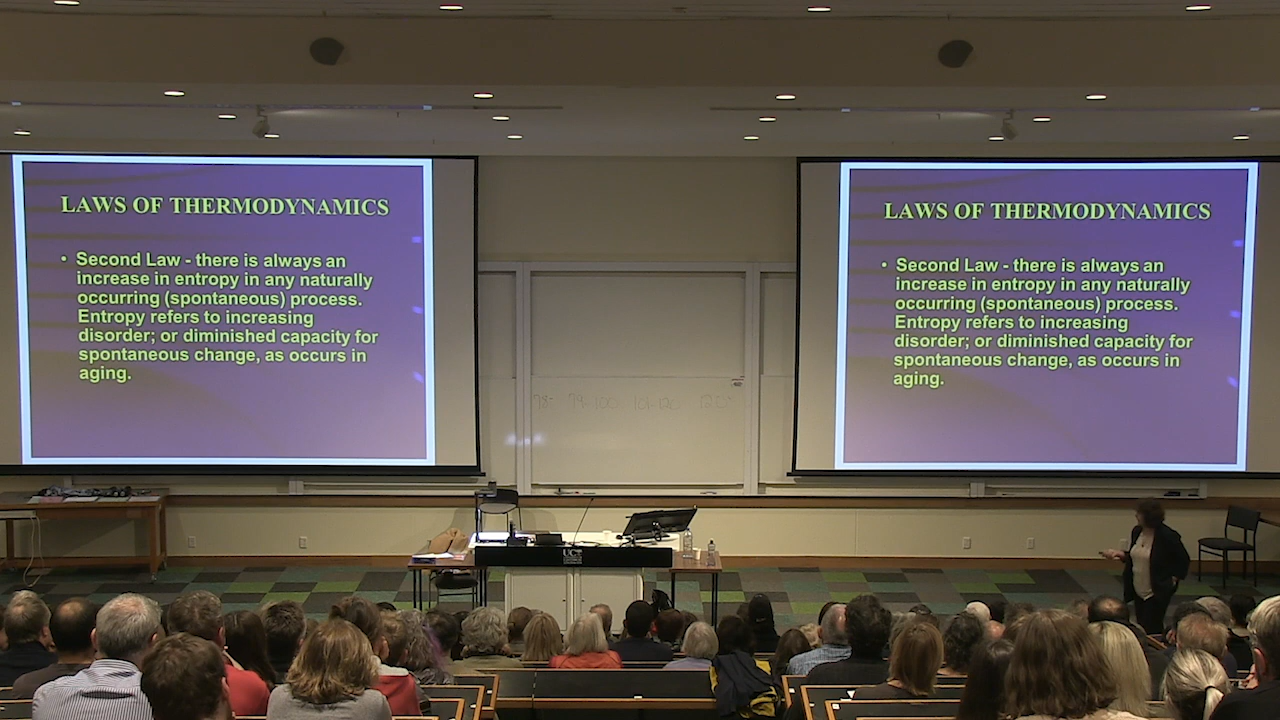 LAWS OF THERMODYNAMICS
• Second Law - there is always an
increase in entropy in any naturally
occurring (spontaneous) process.
Entropy refers to increasing
disorder; or diminished capacity for
spontaneous change, as occurs in
aging.
LAWS OF THERMODYNAMICS
• Second Law - there is always an
increase in entropy in any naturally
occurring (spontaneous) process.
Entropy refers to increasing
disorder; or diminished capacity for
spontaneous change, as occurs in
aging.
79-100
UC